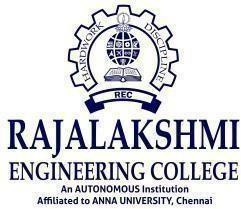 HARDWORK DISCIPLINE
REC
RAJALAKSHMI
ENGINEERING COLLEGE
An AUTONOMOUS Institution
Affiliated to ANNA UNIVERSITY, Chennai